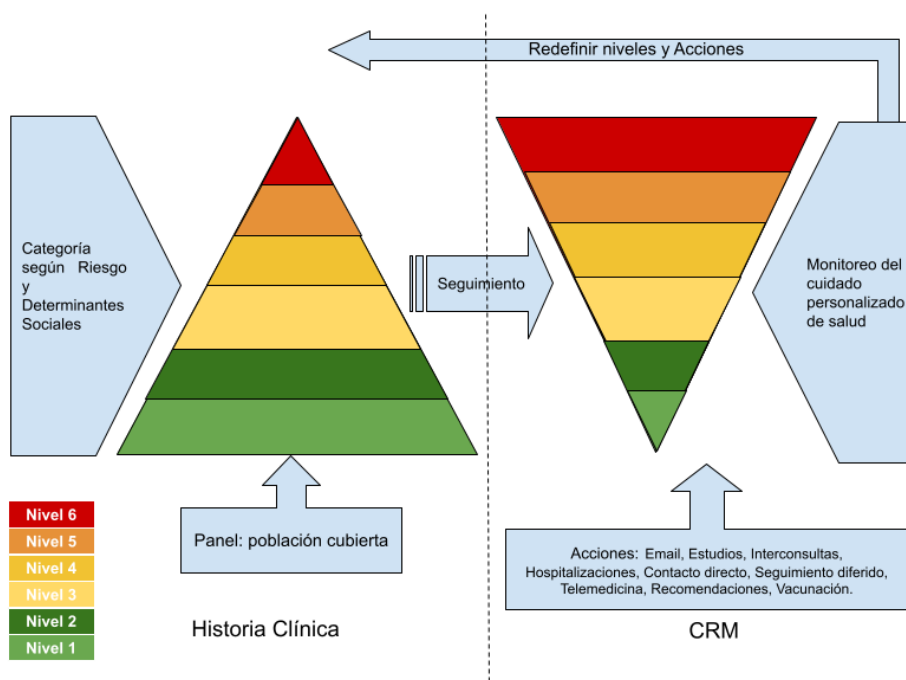 Redefinir niveles y Acciones
Categoría
según Riesgo
y
Determinantes
Sociales
Seguimiento
Monitoreo del
cuidado
personalizado
de salud
Panel: población cubierta
Acciones: Email, Estudios, Interconsultas,
Hospitalizaciones, Contacto directo, Seguimiento diferido,
Telemedicina, Recomendaciones, Vacunación.
Nivel 6
Nivel 5
Nivel 4
Nivel 3
Nivel 2
Nivel 1
Historia Clínica
CRM